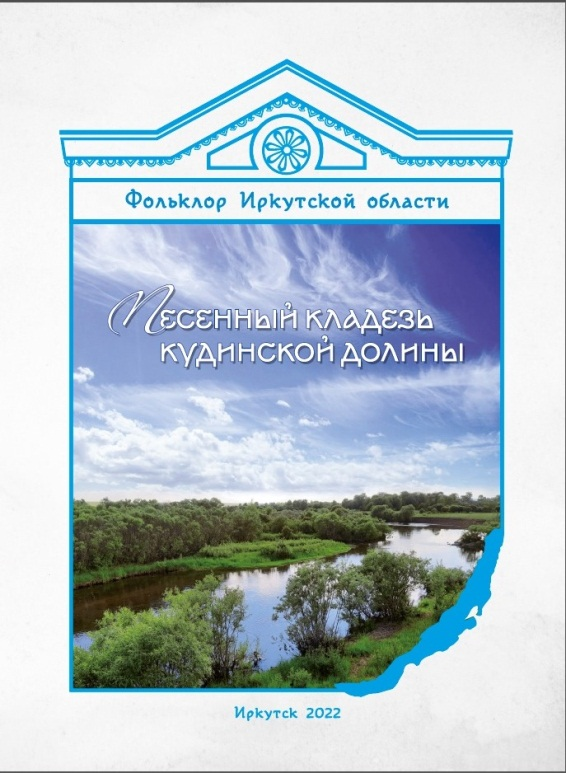 Фольклор Иркутской области
Песенный кладезь
Кудинской долины
Иркутск 2022